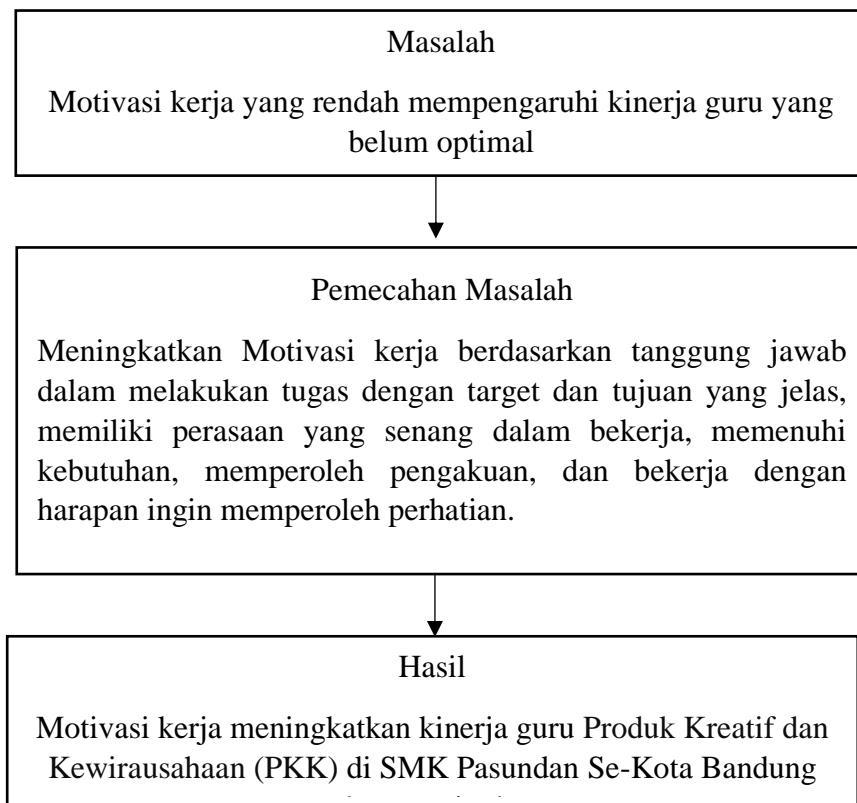 Masalah
Motivasi kerja yang rendah mempengaruhi kinerja guru yang
belum optimal
Pemecahan Masalah
Meningkatkan Motivasi kerja berdasarkan tanggung jawab
dalam melakukan tugas dengan target dan tujuan yang jelas,
memiliki perasaan yang senang dalam bekerja, memenuhi
kebutuhan, memperoleh pengakuan, dan bekerja dengan
harapan ingin memperoleh perhatian.
Hasil
Motivasi kerja meningkatkan kinerja guru Produk Kreatif dan
Kewirausahaan (PKK) di SMK Pasundan Se-Kota Bandung